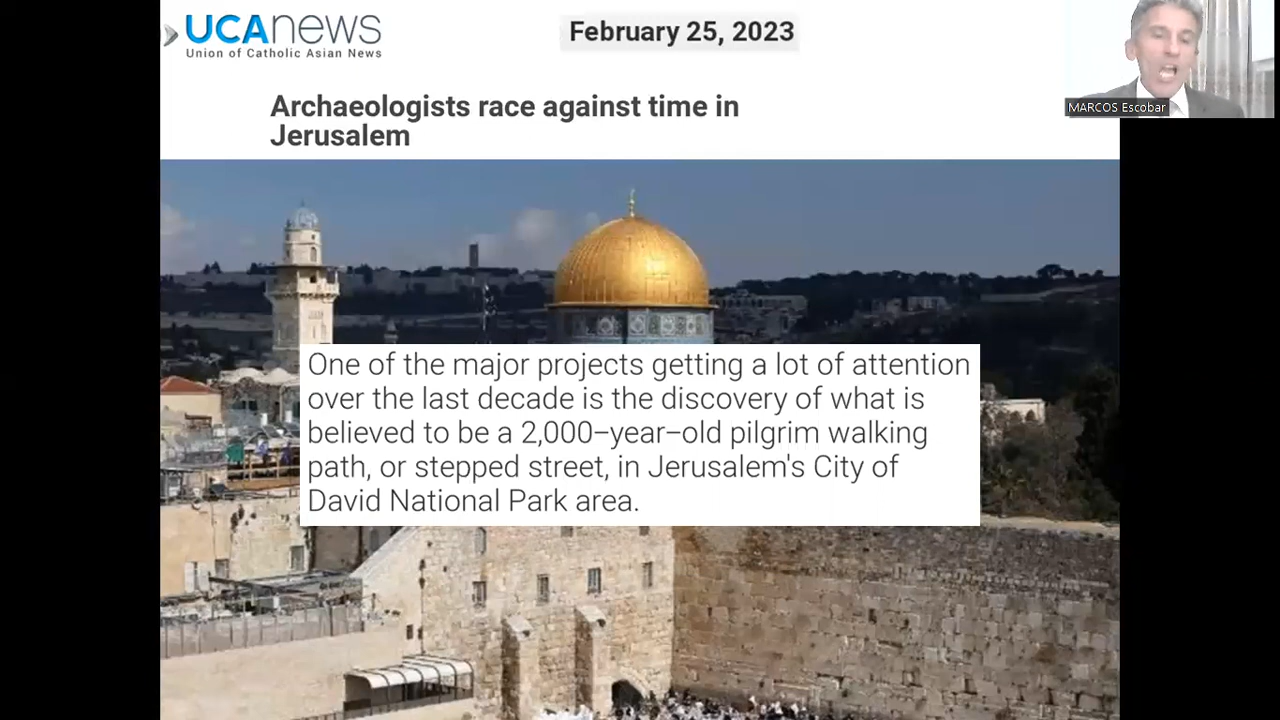 UCAnews
Union of Catholic Asian News
February 25, 2023
MARCOS Escobar
Archaeologists race against time in
Jerusalem
One of the major projects getting a lot of attention
over the last decade is the discovery of what is
believed to be a 2,000–year–old pilgrim walking
path, or stepped street, in Jerusalem's City of
David National Park area.